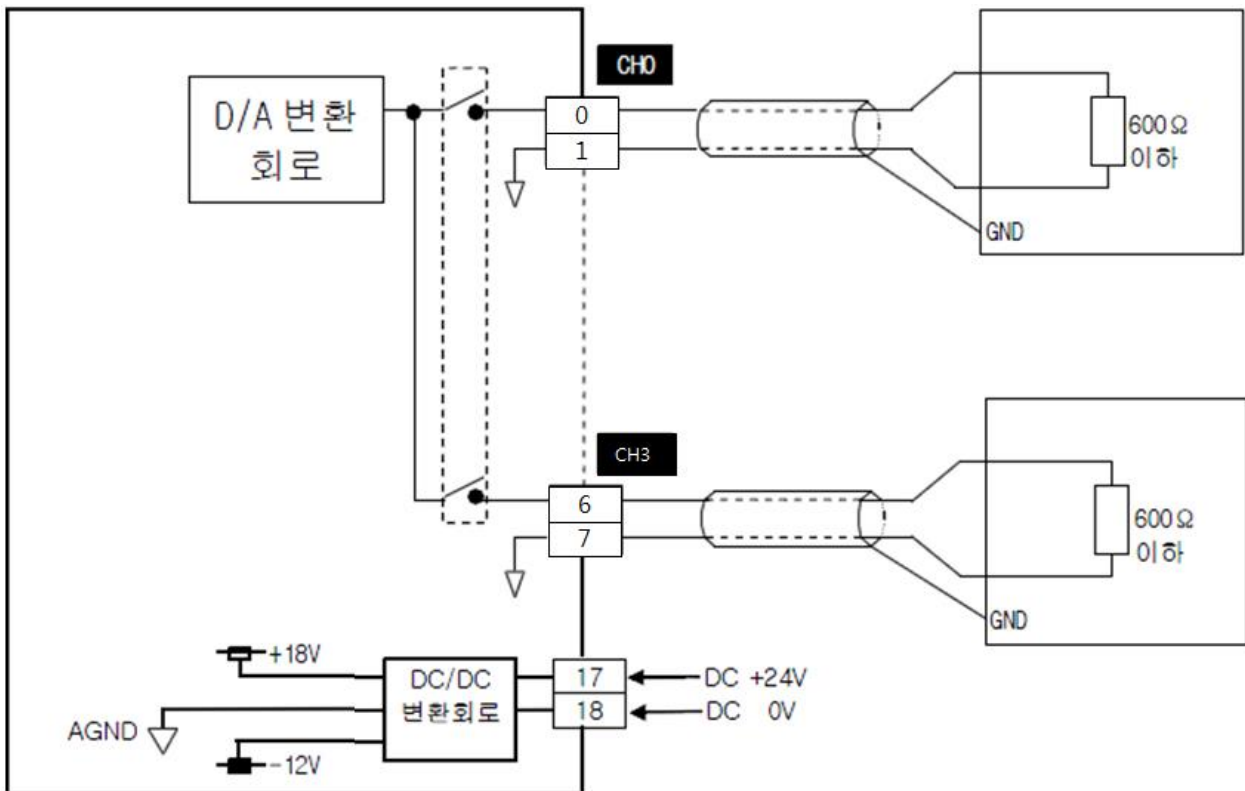 CH0
D/A 변환
회로
0
1
600Ω
이하
GND
CH3
6
7
600Ω
이하
GND
+18V
DC/DC
변환회로
17
DC +24V
18
DC 0V
AGND
-12V